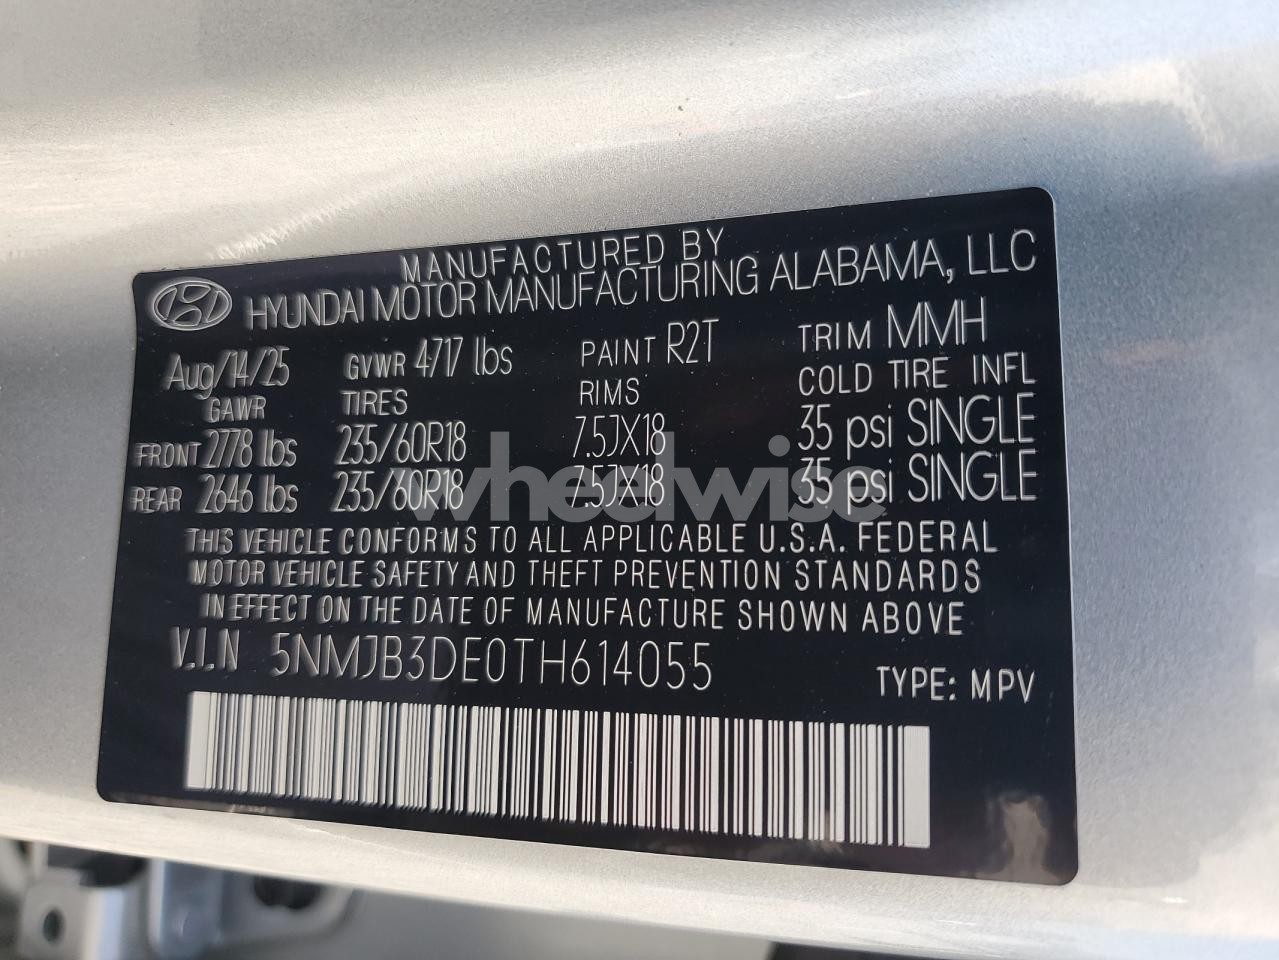 MANUFACTURED BY
HYUNDAI MOTOR MANUFACTURING ALABAMA, LLC
Aug/14/25 GVWR 4717 lbs PAINT R2T TRIM MMH
GAWR TIRES RIMS COLD TIRE INFL
FRONT 2778 lbs 235/60R18 7.5JX18 35 psi SINGLE
REAR 2646 lbs 235/60R18 7.5JX18 35 psi SINGLE
wheelwise
THIS VEHICLE CONFORMS TO ALL APPLICABLE U.S.A. FEDERAL
MOTOR VEHICLE SAFETY AND THEFT PREVENTION STANDARDS
IN EFFECT ON THE DATE OF MANUFACTURE SHOWN ABOVE
V.I.N 5NMJB3DE0TH614055
TYPE: MPV